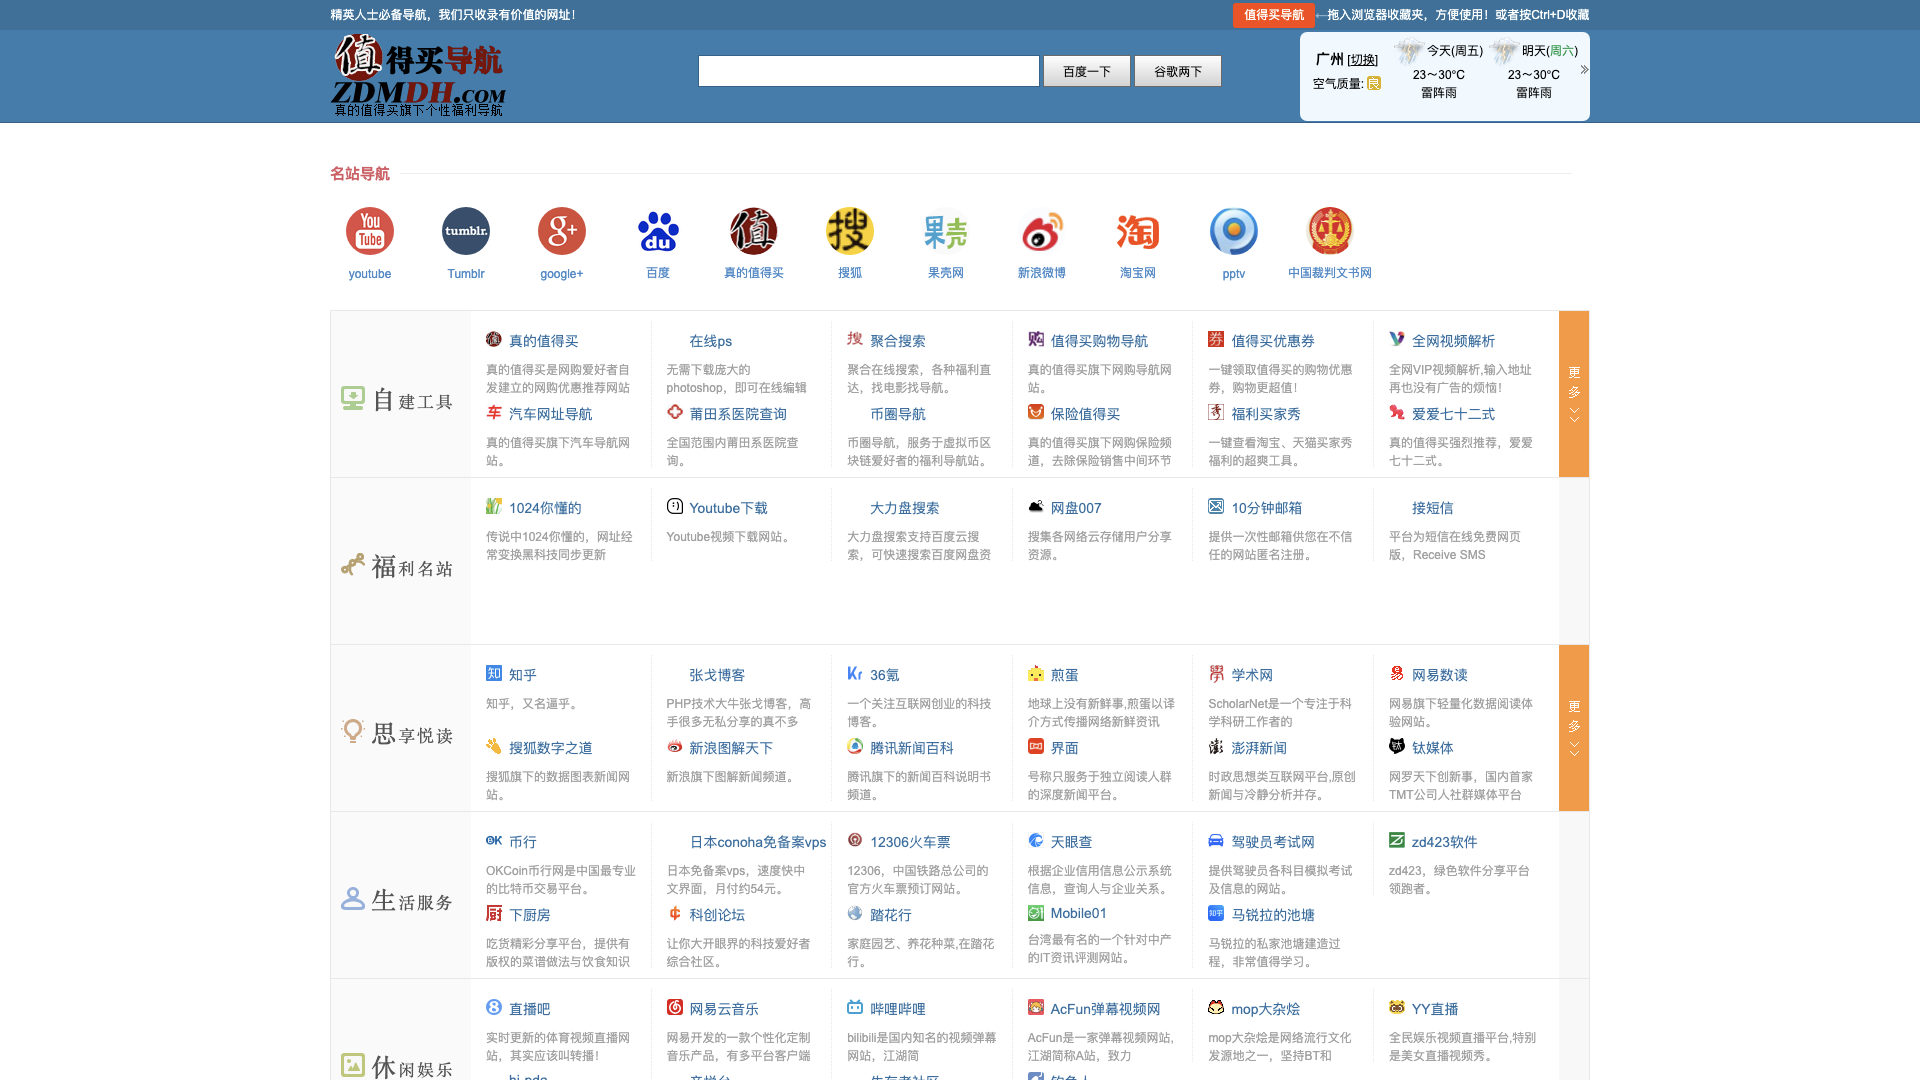 精英人士必备导航，我们只收录有价值的网址！
值得买导航 ←拖入浏览器收藏夹，方便使用！或者按Ctrl+D收藏
值得买导航
ZDMDH.COM
真的值得买旗下个性福利导航
百度一下 谷歌两下
广州 [切换]
空气质量: 良
今天(周五)
23～30°C
雷阵雨
明天(周六)
23～30°C
雷阵雨
名站导航
You Tube tumblr. g+ du 值 搜 果壳 淘
youtube Tumblr google+ 百度 真的值得买 搜狐 果壳网 新浪微博 淘宝网 pptv 中国裁判文书网
自建工具
真的值得买 在线ps 聚合搜索 值得买购物导航 值得买优惠券 全网视频解析
真的值得买是网购爱好者自 无需下载庞大的 聚合在线搜索，各种福利直 真的值得买旗下网购导航网 一键领取值得买的购物优惠 全网VIP视频解析,输入地址
发建立的网购优惠推荐网站 photoshop，即可在线编辑 达，找电影找导航。 站。 券，购物更超值！ 再也没有广告的烦恼！
汽车网址导航 莆田系医院查询 币圈导航 保险值得买 福利买家秀 爱爱七十二式
真的值得买旗下汽车导航网 全国范围内莆田系医院查 币圈导航，服务于虚拟币区 真的值得买旗下网购保险频 一键查看淘宝、天猫买家秀 真的值得买强烈推荐，爱爱
站。 询。 块链爱好者的福利导航站。 道，去除保险销售中间环节 福利的超爽工具。 七十二式。
更多
福利名站
1024你懂的 Youtube下载 大力盘搜索 网盘007 10分钟邮箱 接短信
传说中1024你懂的，网址经 Youtube视频下载网站。 大力盘搜索支持百度云搜 搜集各网络云存储用户分享 提供一次性邮箱供您在不信 平台为短信在线免费网页
常变换黑科技同步更新 索，可快速搜索百度网盘资 资源。 任的网站匿名注册。 版，Receive SMS
思享悦读
知乎 张戈博客 36氪 煎蛋 学术网 网易数读
知乎，又名逼乎。 PHP技术大牛张戈博客，高 一个关注互联网创业的科技 地球上没有新鲜事,煎蛋以译 ScholarNet是一个专注于科 网易旗下轻量化数据阅读体
手很多无私分享的真不多 博客。 介方式传播网络新鲜资讯 学科研工作者的 验网站。
搜狐数字之道 新浪图解天下 腾讯新闻百科 界面 澎湃新闻 钛媒体
搜狐旗下的数据图表新闻网 新浪旗下图解新闻频道。 腾讯旗下的新闻百科说明书 号称只服务于独立阅读人群 时政思想类互联网平台,原创 网罗天下创新事，国内首家
站。 频道。 的深度新闻平台。 新闻与冷静分析并存。 TMT公司人社群媒体平台
更多
生活服务
币行 日本conoha免备案vps 12306火车票 天眼查 驾驶员考试网 zd423软件
OKCoin币行网是中国最专业 日本免备案vps，速度快中 12306，中国铁路总公司的 根据企业信用信息公示系统 提供驾驶员各科目模拟考试 zd423，绿色软件分享平台
的比特币交易平台。 文界面，月付约54元。 官方火车票预订网站。 信息，查询人与企业关系。 及信息的网站。 领跑者。
下厨房 科创论坛 踏花行 Mobile01 马锐拉的池塘
吃货精彩分享平台，提供有 让你大开眼界的科技爱好者 家庭园艺、养花种菜,在踏花 台湾最有名的一个针对中产 马锐拉的私家池塘建造过
版权的菜谱做法与饮食知识 综合社区。 行。 的IT资讯评测网站。 程，非常值得学习。
休闲娱乐
直播吧 网易云音乐 哔哩哔哩 AcFun弹幕视频网 mop大杂烩 YY直播
实时更新的体育视频直播网 网易开发的一款个性化定制 bilibili是国内知名的视频弹幕 AcFun是一家弹幕视频网站, mop大杂烩是网络流行文化 全民娱乐视频直播平台,特别
站，其实应该叫转播！ 音乐产品，有多平台客户端 网站，江湖简 江湖简称A站，致力 发源地之一，坚持BT和 是美女直播视频秀。
hi-pda 音悦台 生存者社区 钓鱼人